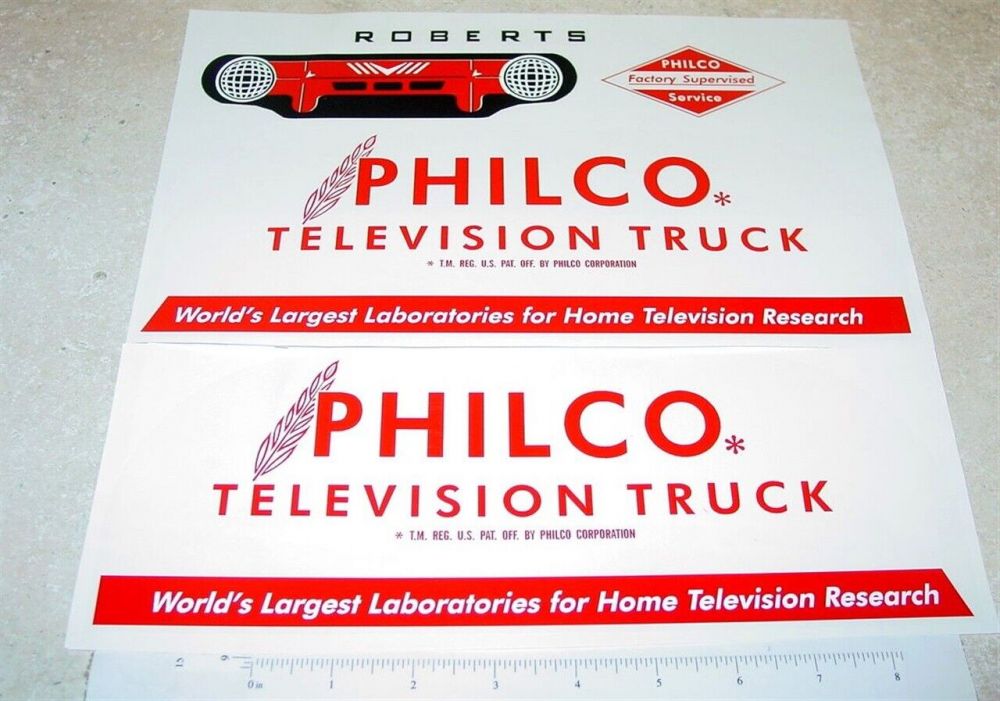 ROBERTS
PHILCO
Factory Supervised
Service
PHILCO*
TELEVISION TRUCK
* T.M. REG. U.S. PAT. OFF. BY PHILCO CORPORATION
World's Largest Laboratories for Home Television Research
PHILCO*
TELEVISION TRUCK
* T.M. REG. U.S. PAT. OFF. BY PHILCO CORPORATION
World's Largest Laboratories for Home Television Research
12 9
0 in 1 2 3 4 5 6 7 8